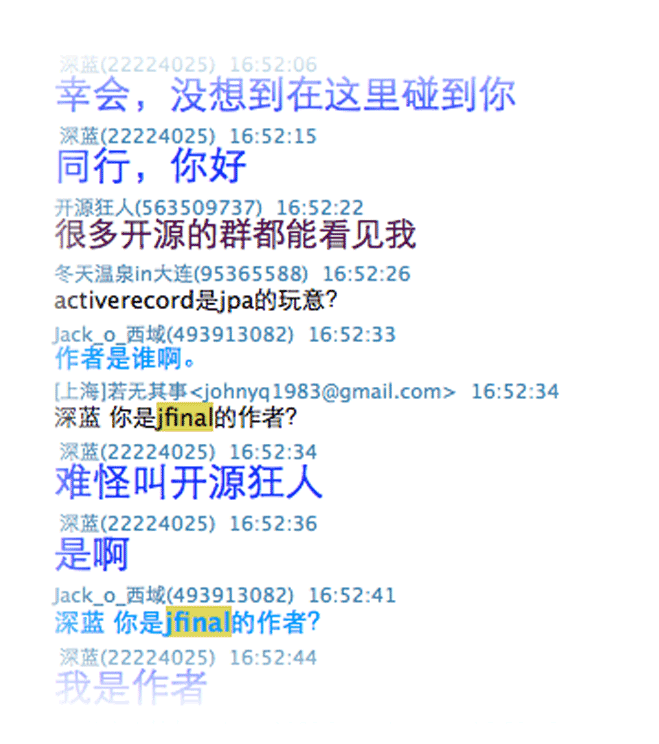 深蓝(22224025) 16:52:06
幸会，没想到在这里碰到你
深蓝(22224025) 16:52:15
同行，你好
开源狂人(563509737) 16:52:22
很多开源的群都能看见我
冬天温泉in大连(95365588) 16:52:26
activerecord是jpa的玩意?
Jack_o_西域(493913082) 16:52:33
作者是谁啊。
[上海]若无其事<johnyq1983@gmail.com> 16:52:34
深蓝 你是jfinal的作者?
深蓝(22224025) 16:52:34
难怪叫开源狂人
深蓝(22224025) 16:52:36
是啊
Jack_o_西域(493913082) 16:52:41
深蓝 你是jfinal的作者?
深蓝(22224025) 16:52:44
我是作者